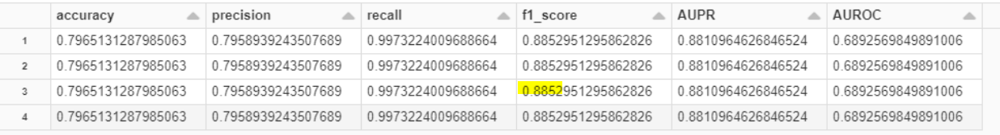 accuracy precision recall f1_score AUPR AUROC
1 0.7965131287985063 0.7958939243507689 0.9973224009688664 0.8852951295862826 0.8810964626846524 0.6892569849891006
2 0.7965131287985063 0.7958939243507689 0.9973224009688664 0.8852951295862826 0.8810964626846524 0.6892569849891006
3 0.7965131287985063 0.7958939243507689 0.9973224009688664 0.8852951295862826 0.8810964626846524 0.6892569849891006
4 0.7965131287985063 0.7958939243507689 0.9973224009688664 0.8852951295862826 0.8810964626846524 0.6892569849891006